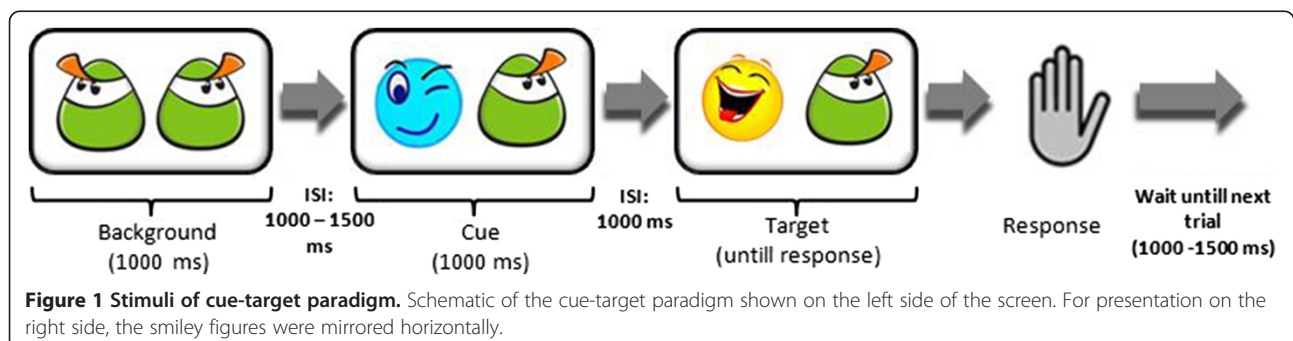 ISI:
1000 – 1500
ms
ISI:
1000 ms
Wait untill next
trial
(1000 -1500 ms)
Background
(1000 ms)
Cue
(1000 ms)
Target
(untill response)
Response
Figure 1 Stimuli of cue-target paradigm. Schematic of the cue-target paradigm shown on the left side of the screen. For presentation on the
right side, the smiley figures were mirrored horizontally.